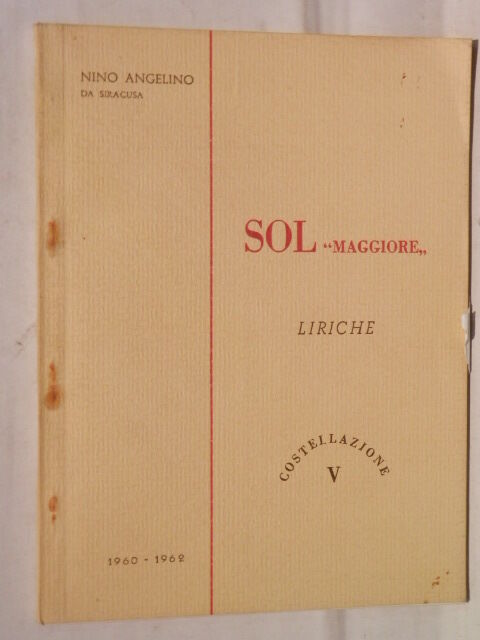 NINO ANGELINO
DA SIRACUSA
SOL “MAGGIORE„
LIRICHE
COSTELLAZIONE
V
1960 - 1962